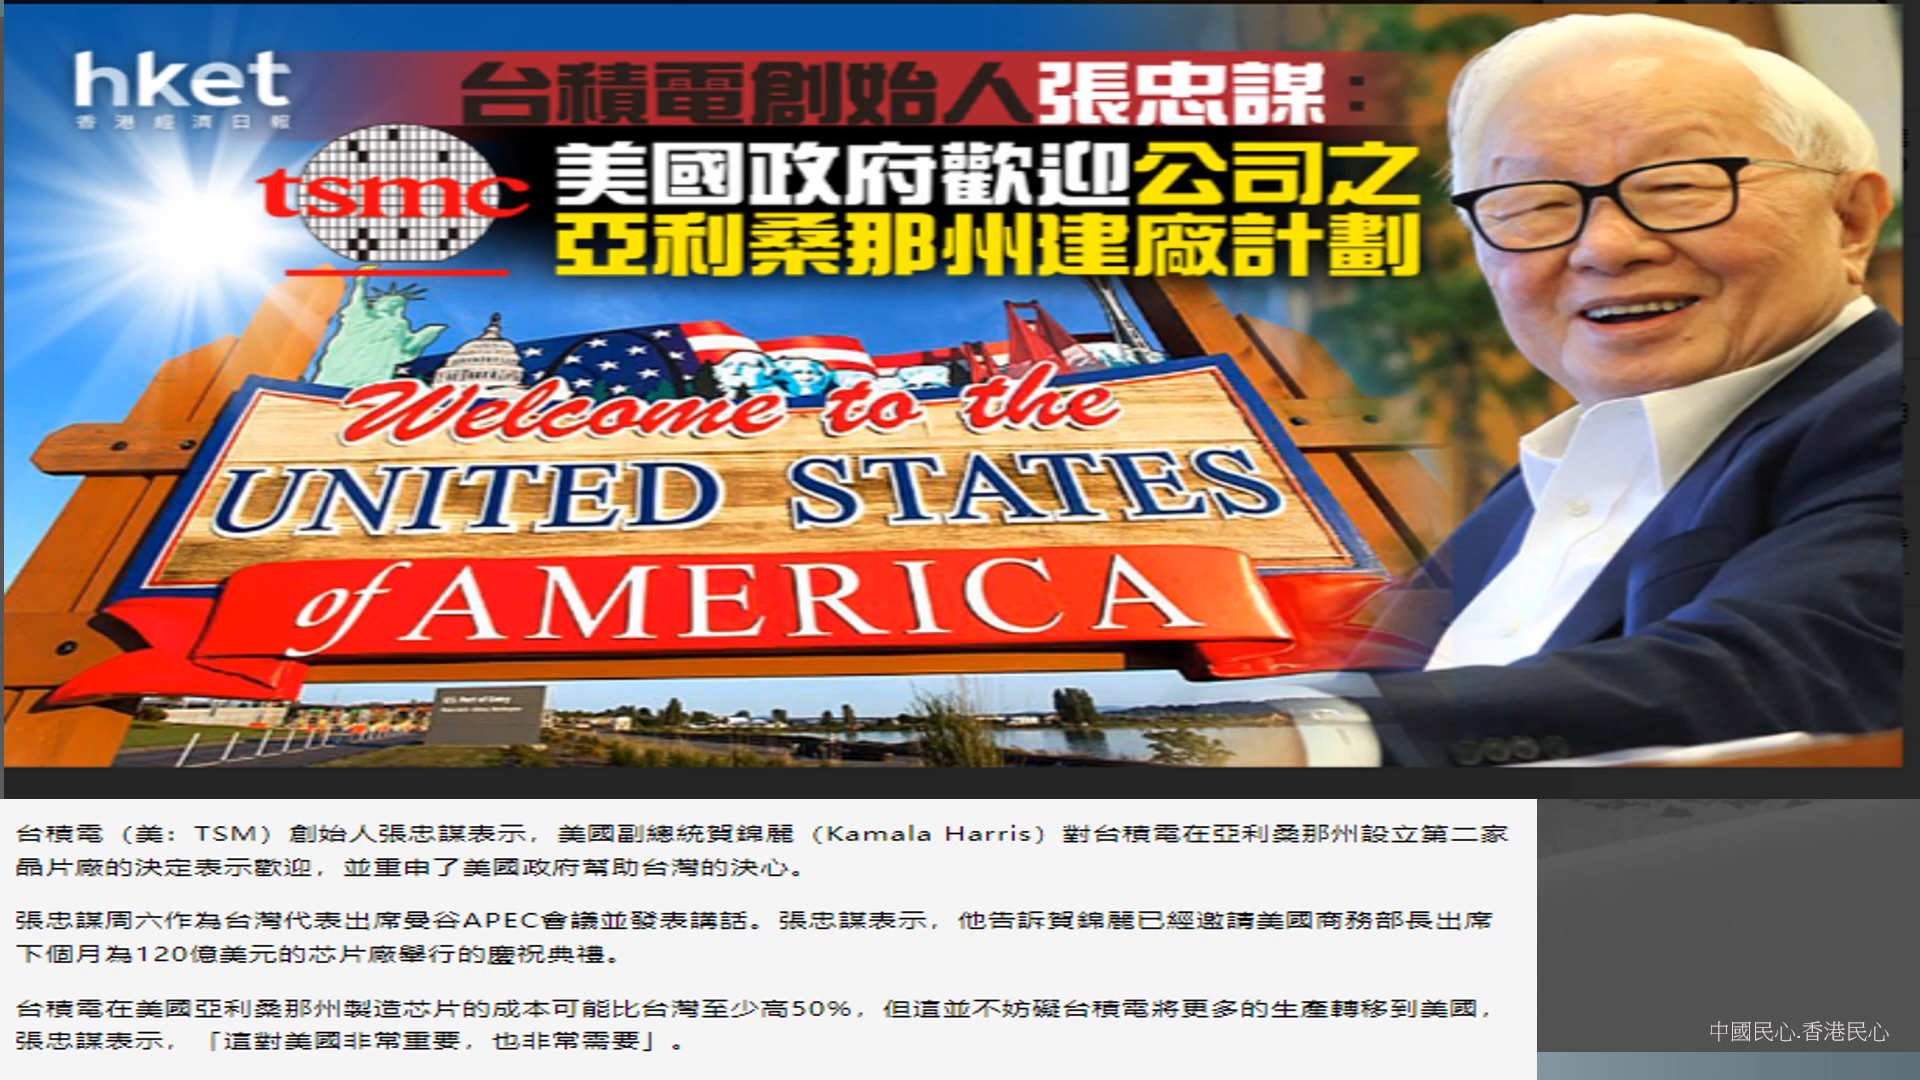 hket
香港經濟日報
台積電創始人張忠謀：
tsmc
美國政府歡迎公司之
亞利桑那州建廠計劃
Welcome to the
UNITED STATES
of AMERICA
台積電（美：TSM）創始人張忠謀表示，美國副總統賀錦麗（Kamala Harris）對台積電在亞利桑那州設立第二家
晶片廠的決定表示歡迎，並重申了美國政府幫助台灣的決心。
張忠謀周六作為台灣代表出席曼谷APEC會議並發表講話。張忠謀表示，他告訴賀錦麗已經邀請美國商務部長出席
下個月為120億美元的芯片廠舉行的慶祝典禮。
台積電在美國亞利桑那州製造芯片的成本可能比台灣至少高50%，但這並不妨礙台積電將更多的生產轉移到美國，
張忠謀表示，「這對美國非常重要，也非常需要」。
中國民心.香港民心